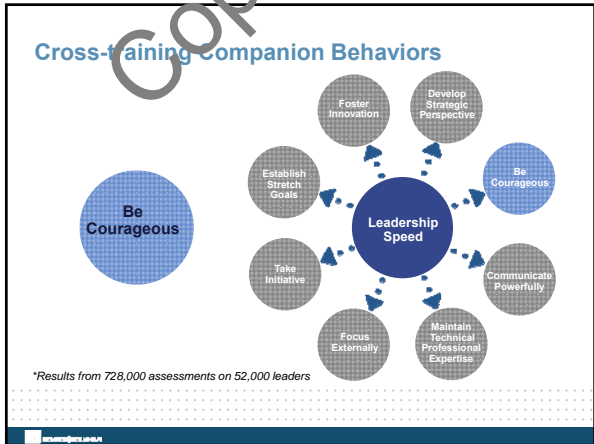 Cross-training Companion Behaviors
Be
Courageous
Leadership
Speed
Foster
Innovation
Develop
Strategic
Perspective
Be
Courageous
Communicate
Powerfully
Maintain
Technical
Professional
Expertise
Focus
Externally
Take
Initiative
Establish
Stretch
Goals
*Results from 728,000 assessments on 52,000 leaders
Cop